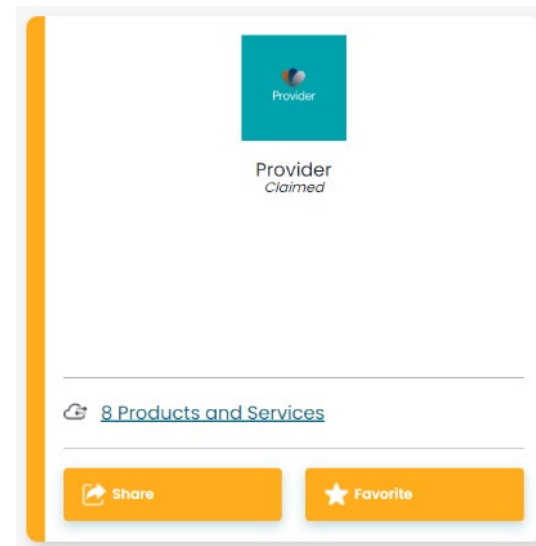 Provider
Provider
Claimed
8 Products and Services
Share
Favorite